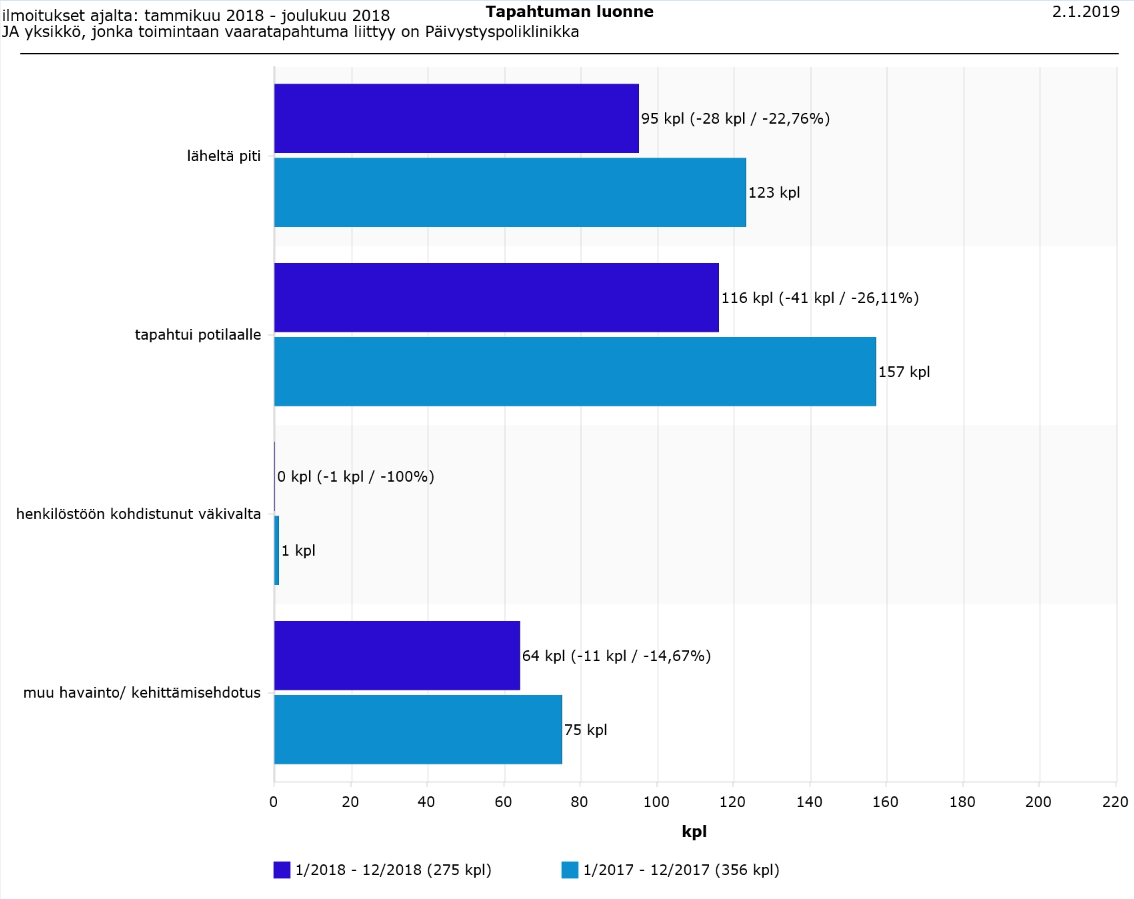 ilmoitukset ajalta: tammikuu 2018 - joulukuu 2018
Tapahtuman luonne
2.1.2019
JA yksikkö, jonka toimintaan vaaratapahtuma liittyy on Päivystyspoliklinikka
95 kpl (-28 kpl / -22,76%)
läheltä piti
123 kpl
116 kpl (-41 kpl / -26,11%)
tapahtui potilaalle
157 kpl
0 kpl (-1 kpl / -100%)
henkilöstöön kohdistunut väkivalta
1 kpl
64 kpl (-11 kpl / -14,67%)
muu havainto/ kehittämisehdotus
75 kpl
0 20 40 60 80 100 120 140 160 180 200 220
kpl
1/2018 - 12/2018 (275 kpl)
1/2017 - 12/2017 (356 kpl)